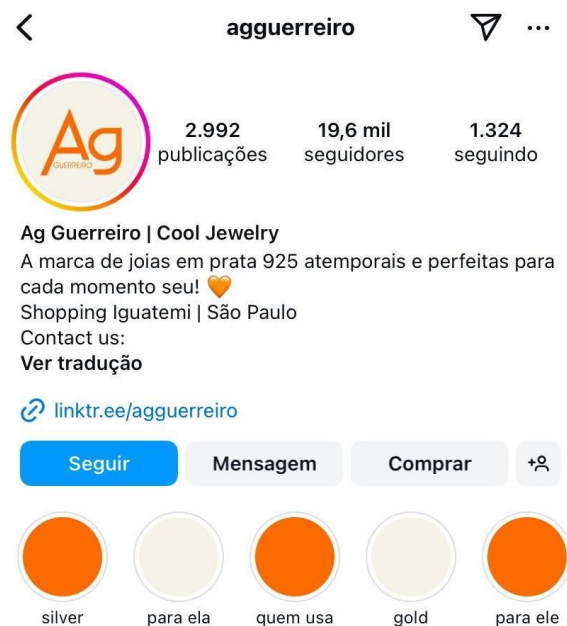 agguerreiro
Ag
GUERREIRO
2.992
publicações
19,6 mil
seguidores
1.324
seguindo
Ag Guerreiro | Cool Jewelry
A marca de joias em prata 925 atemporais e perfeitas para
cada momento seu! 🧡
Shopping Iguatemi | São Paulo
Contact us:
Ver tradução
linktr.ee/agguerreiro
Seguir
Mensagem
Comprar
silver
para ela
quem usa
gold
para ele